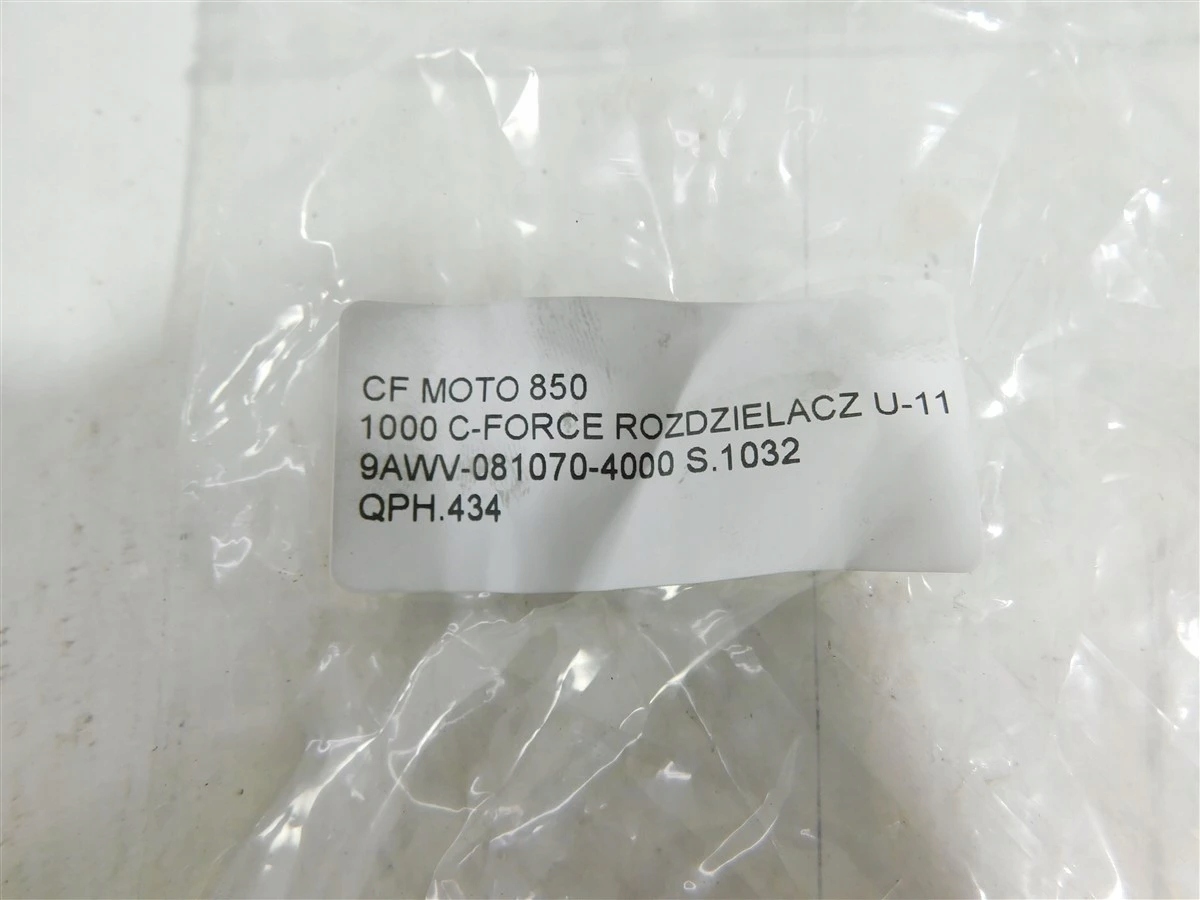 CF MOTO 850
1000 C-FORCE ROZDZIELACZ U-11
9AWV-081070-4000 S.1032
QPH.434